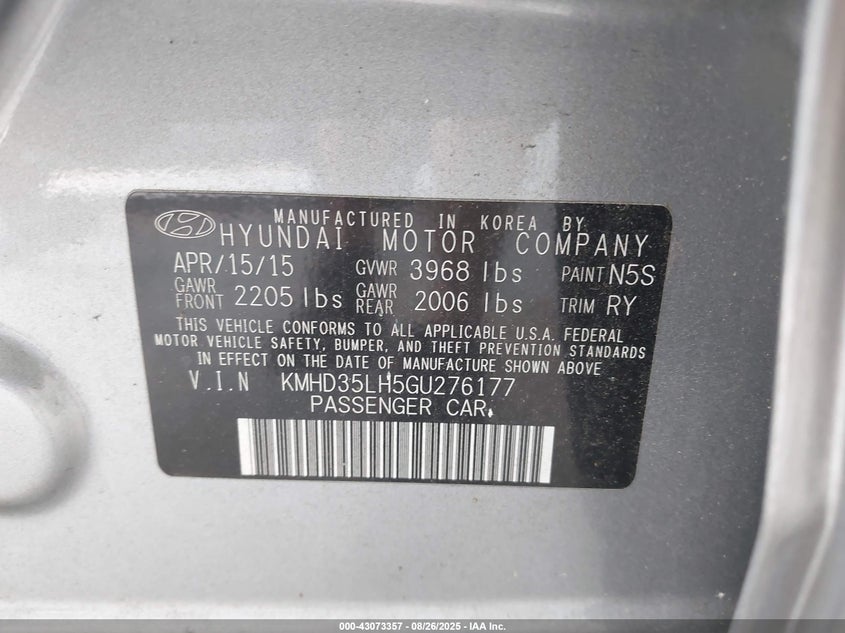 MANUFACTURED IN KOREA BY
HYUNDAI MOTOR COMPANY
APR/15/15 GVWR 3968 lbs PAINT N5S
GAWR FRONT 2205 lbs GAWR REAR 2006 lbs TRIM RY
THIS VEHICLE CONFORMS TO ALL APPLICABLE U.S.A. FEDERAL
MOTOR VEHICLE SAFETY, BUMPER, AND THEFT PREVENTION STANDARDS
IN EFFECT ON THE DATE OF MANUFACTURE SHOWN ABOVE
V.I.N KMHD35LH5GU276177
PASSENGER CAR
000-43073357 - 08/26/2025 - IAA Inc.